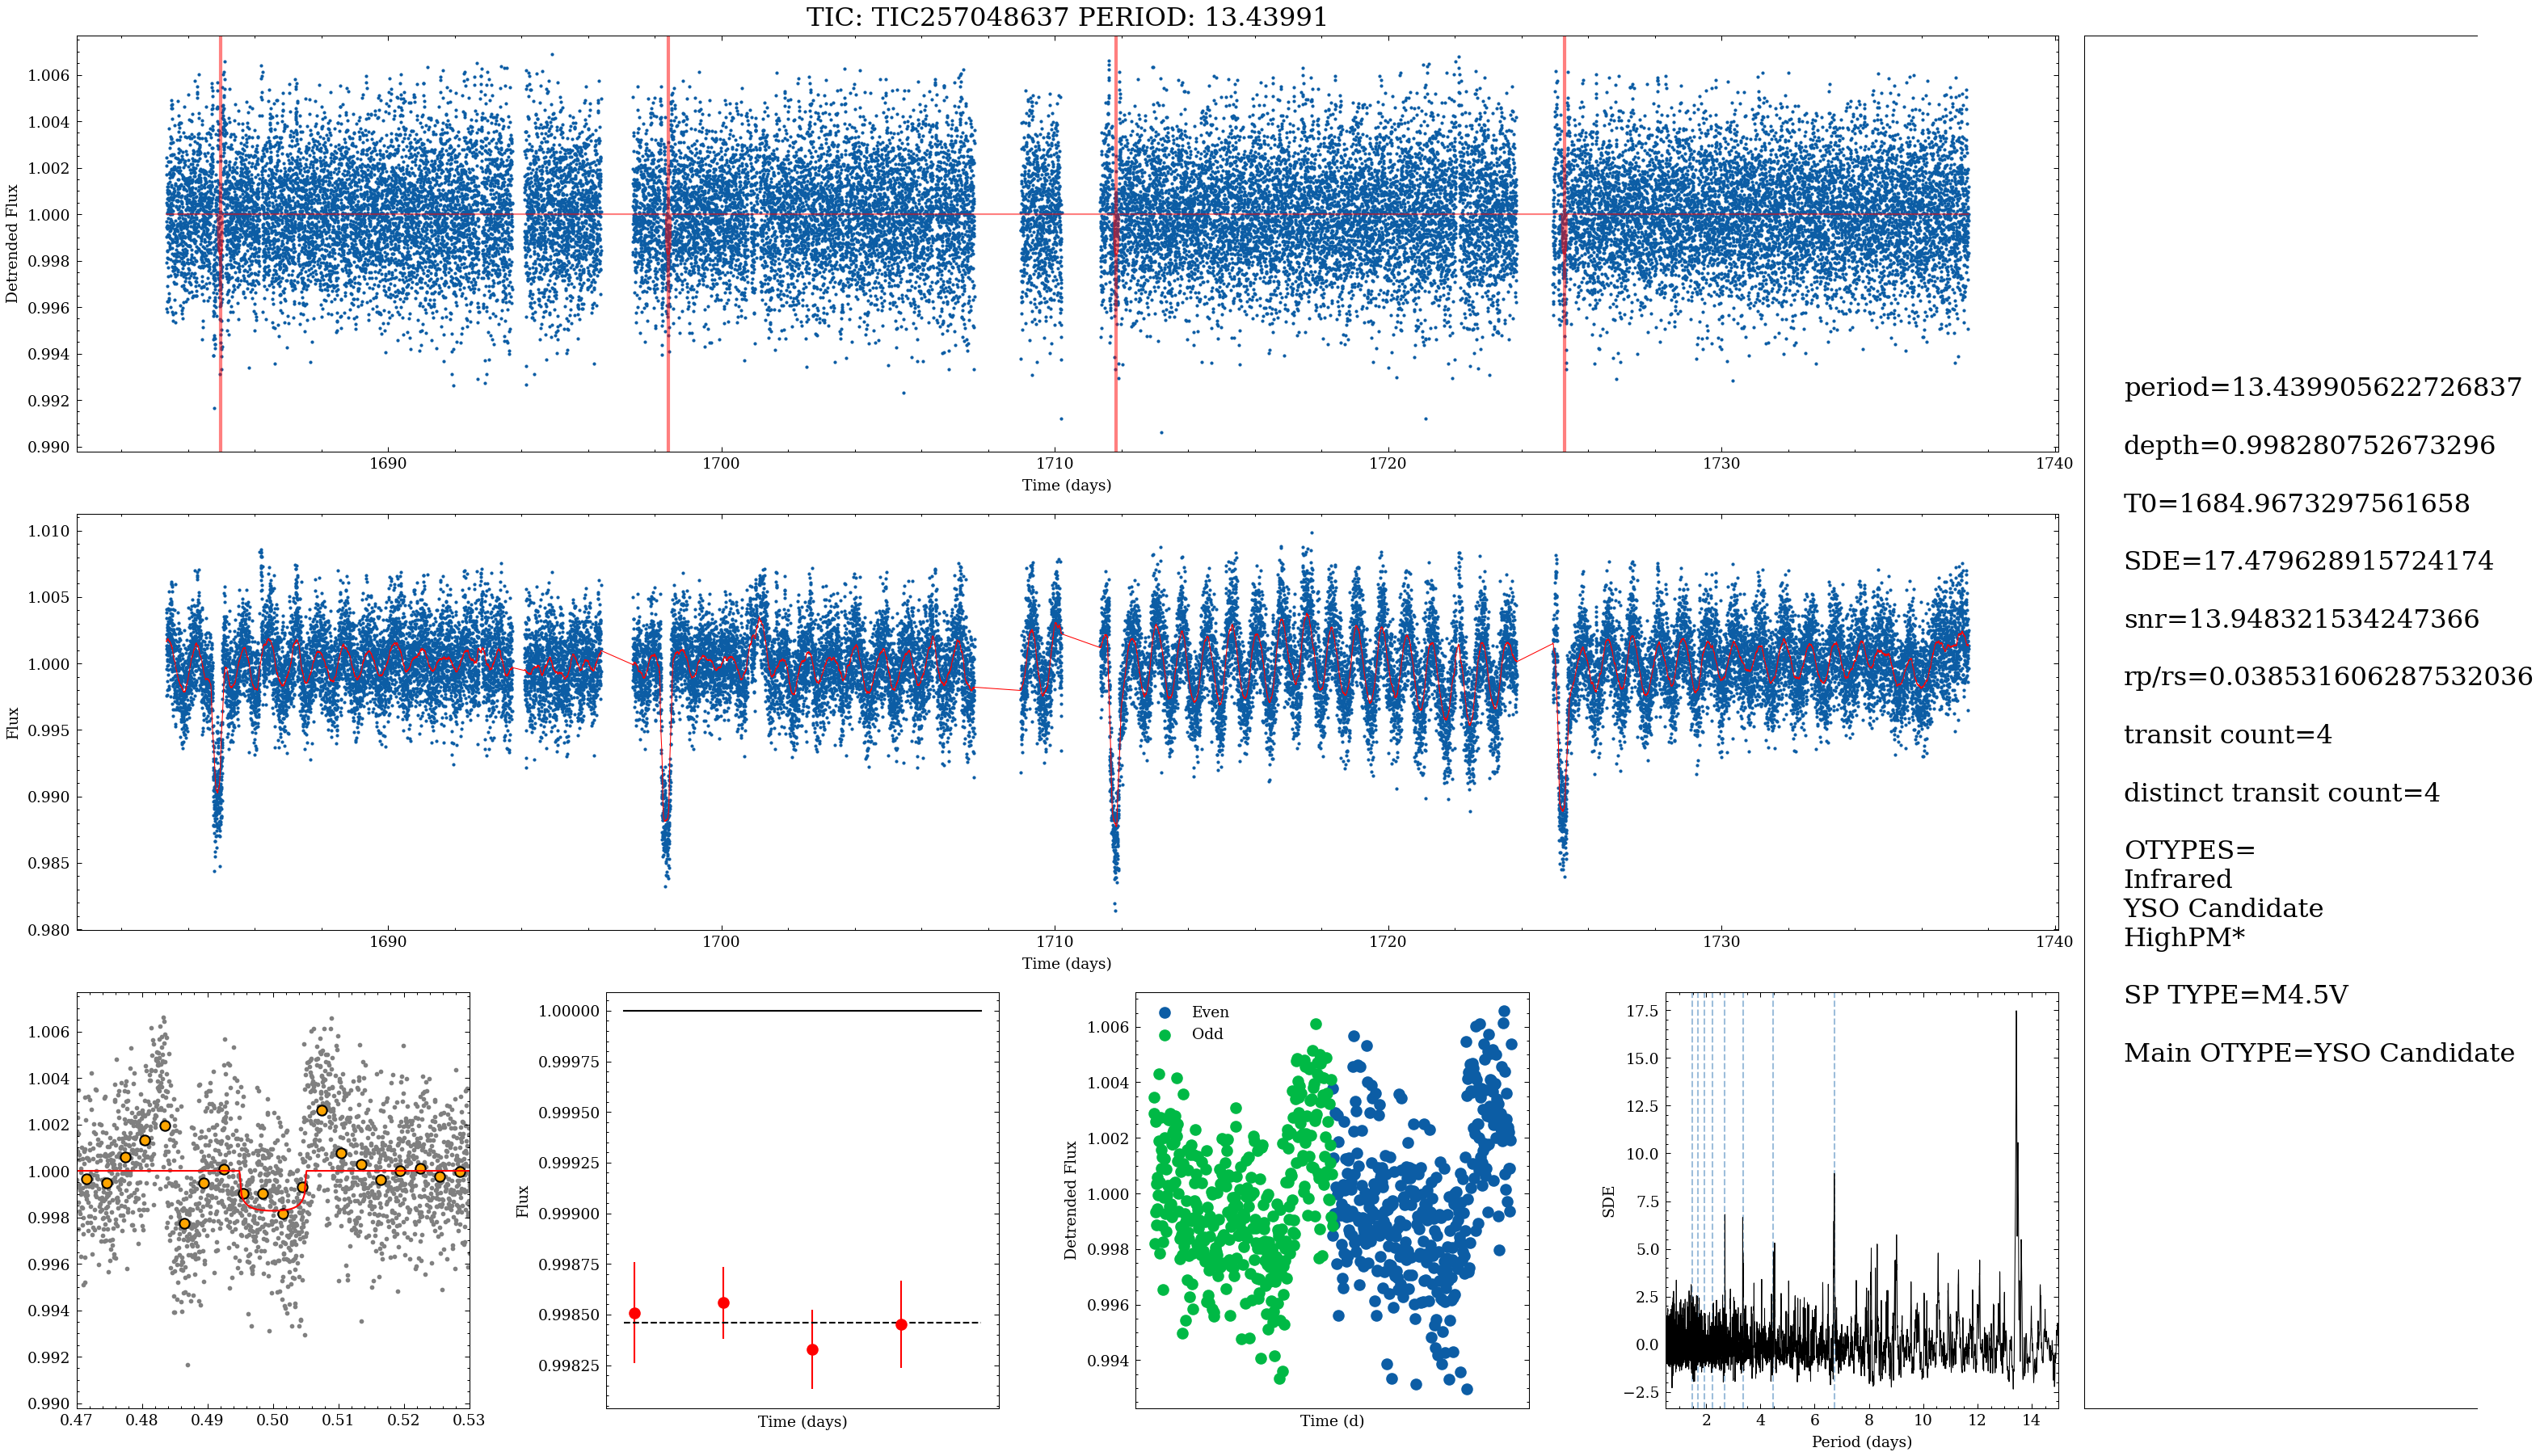 TIC: TIC257048637 PERIOD: 13.43991
1.006
1.004
1.002
1.000
0.998
0.996
0.994
0.992
0.990
Detrended Flux
1690
1700
1710
1720
1730
1740
Time (days)
1.010
1.005
1.000
0.995
0.990
0.985
0.980
Flux
1690
1700
1710
1720
1730
1740
Time (days)
1.006
1.004
1.002
1.000
0.998
0.996
0.994
0.992
0.990
0.47
0.48
0.49
0.50
0.51
0.52
0.53
1.00000
0.99975
0.99950
0.99925
0.99900
0.99875
0.99850
0.99825
Flux
Time (days)
Even
Odd
1.006
1.004
1.002
1.000
0.998
0.996
0.994
Detrended Flux
Time (d)
17.5
15.0
12.5
10.0
7.5
5.0
2.5
0.0
−2.5
SDE
2
4
6
8
10
12
14
Period (days)
period=13.439905622726837
depth=0.998280752673296
T0=1684.9673297561658
SDE=17.479628915724174
snr=13.948321534247366
rp/rs=0.038531606287532036
transit count=4
distinct transit count=4
OTYPES=
Infrared
YSO Candidate
HighPM*
SP TYPE=M4.5V
Main OTYPE=YSO Candidate